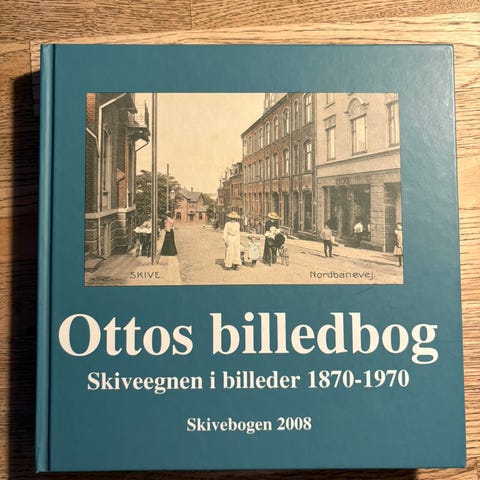 SKIVE.
Nordbanevej.
Ottos billedbog
Skiveegnen i billeder 1870-1970
Skivebogen 2008